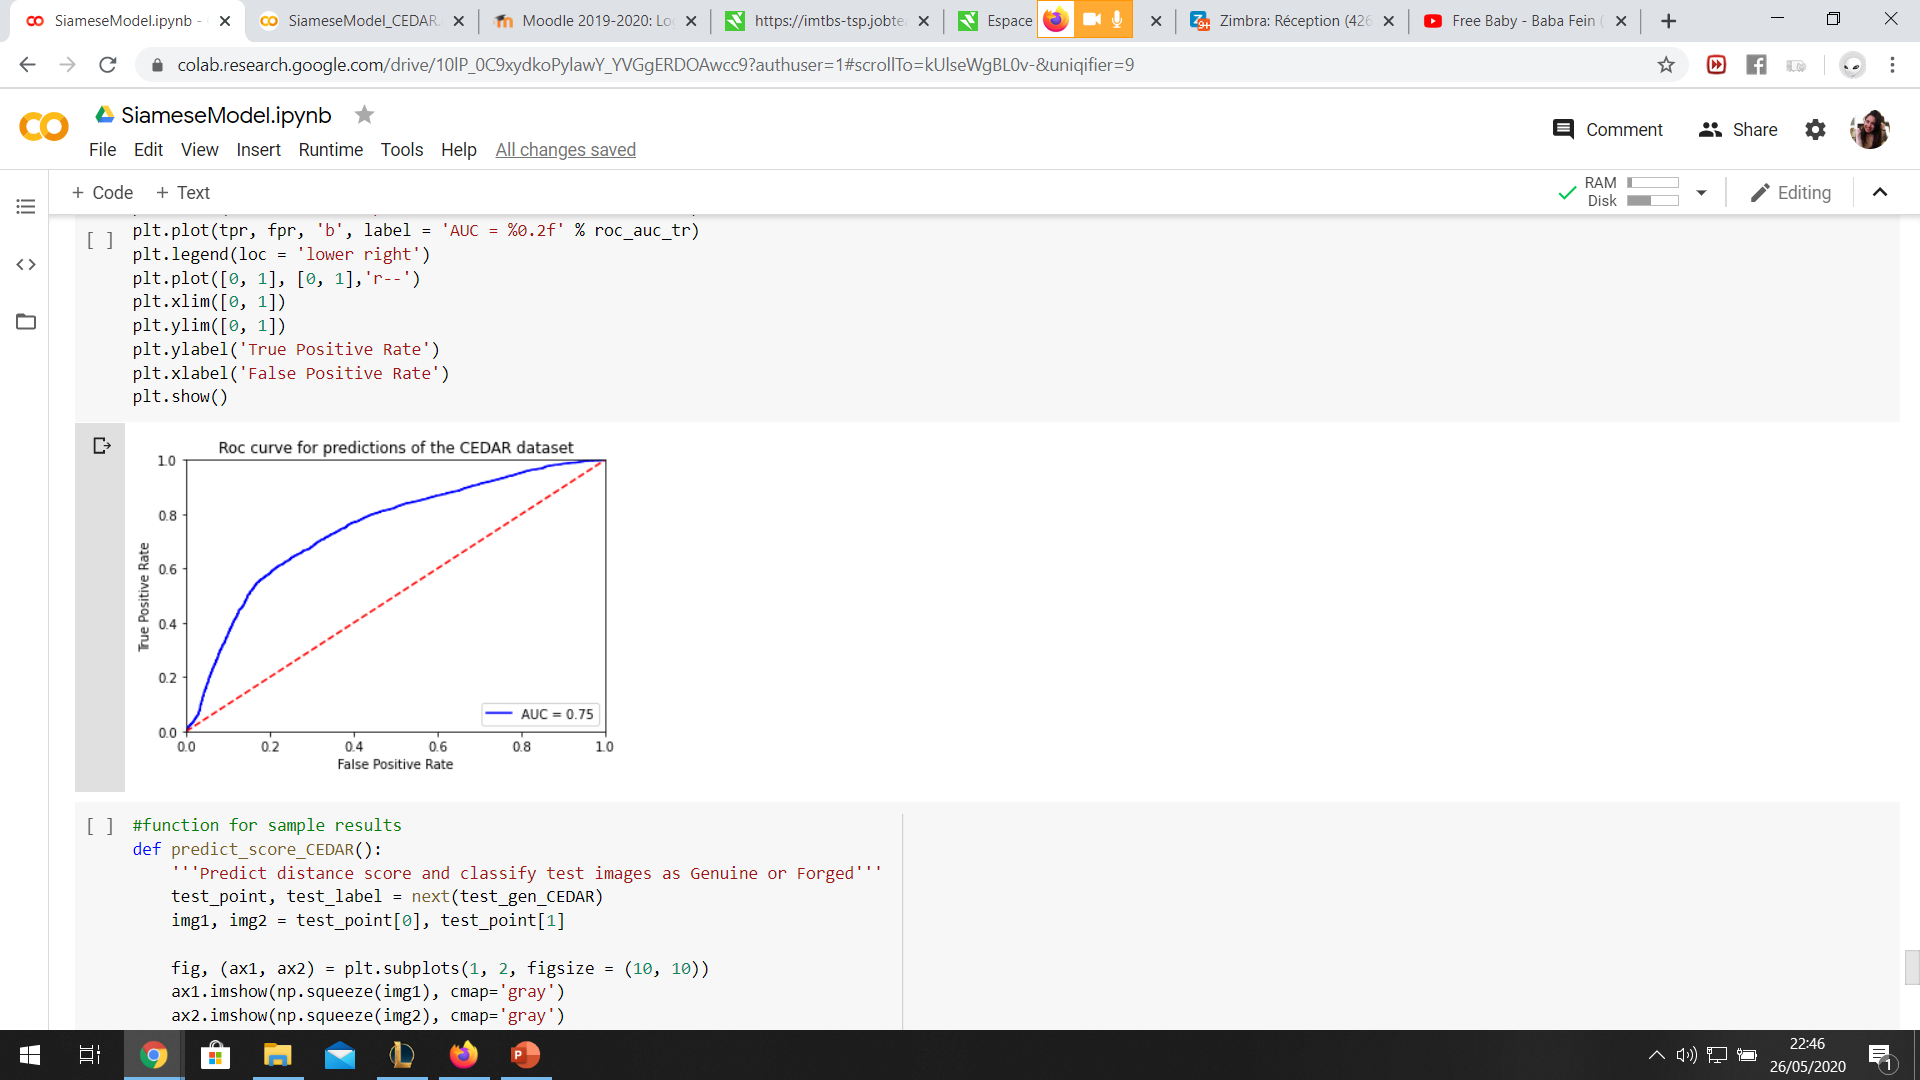 SiameseModel.ipynb -
SiameseModel_CEDAR.
Moodle 2019-2020: Lo
https://imtbs-tsp.jobte
Espace
Zimbra: Réception (426
Free Baby - Baba Fein (
colab.research.google.com/drive/10lP_0C9xydkoPylawY_YVGgERDOAwcc9?authuser=1#scrollTo=kUlseWgBL0v-&uniqifier=9
SiameseModel.ipynb
Comment
Share
File Edit View Insert Runtime Tools Help All changes saved
+ Code + Text
RAM
Disk
Editing
[ ]
plt.plot(tpr, fpr, 'b', label = 'AUC = %0.2f' % roc_auc_tr)
plt.legend(loc = 'lower right')
plt.plot([0, 1], [0, 1],'r--')
plt.xlim([0, 1])
plt.ylim([0, 1])
plt.ylabel('True Positive Rate')
plt.xlabel('False Positive Rate')
plt.show()
Roc curve for predictions of the CEDAR dataset
1.0
0.8
0.6
0.4
0.2
0.0
True Positive Rate
AUC = 0.75
0.0 0.2 0.4 0.6 0.8 1.0
False Positive Rate
[ ] #function for sample results
def predict_score_CEDAR():
'''Predict distance score and classify test images as Genuine or Forged'''
test_point, test_label = next(test_gen_CEDAR)
img1, img2 = test_point[0], test_point[1]
fig, (ax1, ax2) = plt.subplots(1, 2, figsize = (10, 10))
ax1.imshow(np.squeeze(img1), cmap='gray')
ax2.imshow(np.squeeze(img2), cmap='gray')
22:46
26/05/2020
1